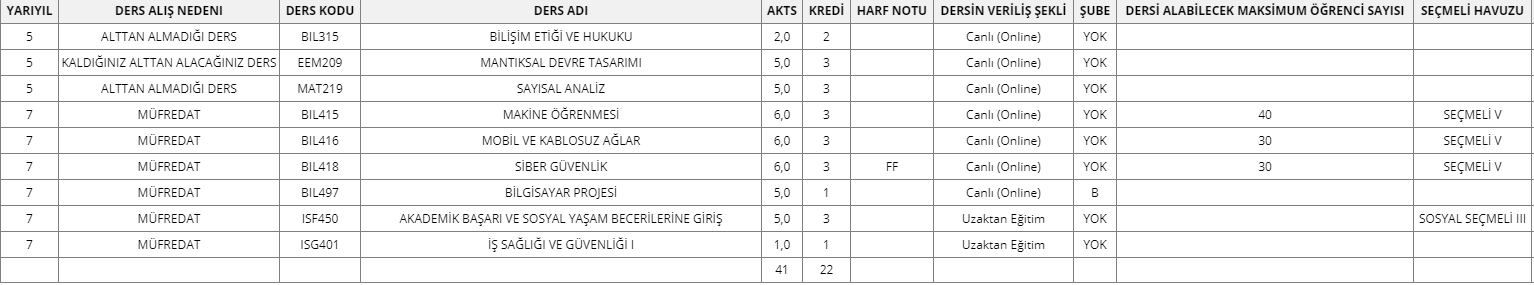 YARIYIL DERS ALIŞ NEDENI DERS KODU DERS ADI AKTS KREDİ HARF NOTU DERSİN VERİLİŞ ŞEKLİ ŞUBE DERSİ ALABİLECEK MAKSİMUM ÖĞRENCİ SAYISI SEÇMELİ HAVUZU
5 ALTTAN ALMADIĞI DERS BIL315 BİLİŞİM ETİĞİ VE HUKUKU 2,0 2 Canlı (Online) YOK
5 KALDIĞINIZ ALTTAN ALACAĞINIZ DERS EEM209 MANTIKSAL DEVRE TASARIMI 5,0 3 Canlı (Online) YOK
5 ALTTAN ALMADIĞI DERS MAT219 SAYISAL ANALİZ 5,0 3 Canlı (Online) YOK
7 MÜFREDAT BIL415 MAKİNE ÖĞRENMESİ 6,0 3 Canlı (Online) YOK 40 SEÇMELİ V
7 MÜFREDAT BIL416 MOBİL VE KABLOSUZ AĞLAR 6,0 3 Canlı (Online) YOK 30 SEÇMELİ V
7 MÜFREDAT BIL418 SİBER GÜVENLİK 6,0 3 FF Canlı (Online) YOK 30 SEÇMELİ V
7 MÜFREDAT BIL497 BİLGİSAYAR PROJESİ 5,0 1 Canlı (Online) B
7 MÜFREDAT ISF450 AKADEMİK BAŞARI VE SOSYAL YAŞAM BECERİLERİNE GİRİŞ 5,0 3 Uzaktan Eğitim YOK SOSYAL SEÇMELİ III
7 MÜFREDAT ISG401 İŞ SAĞLIĞI VE GÜVENLİĞİ I 1,0 1 Uzaktan Eğitim YOK
41 22